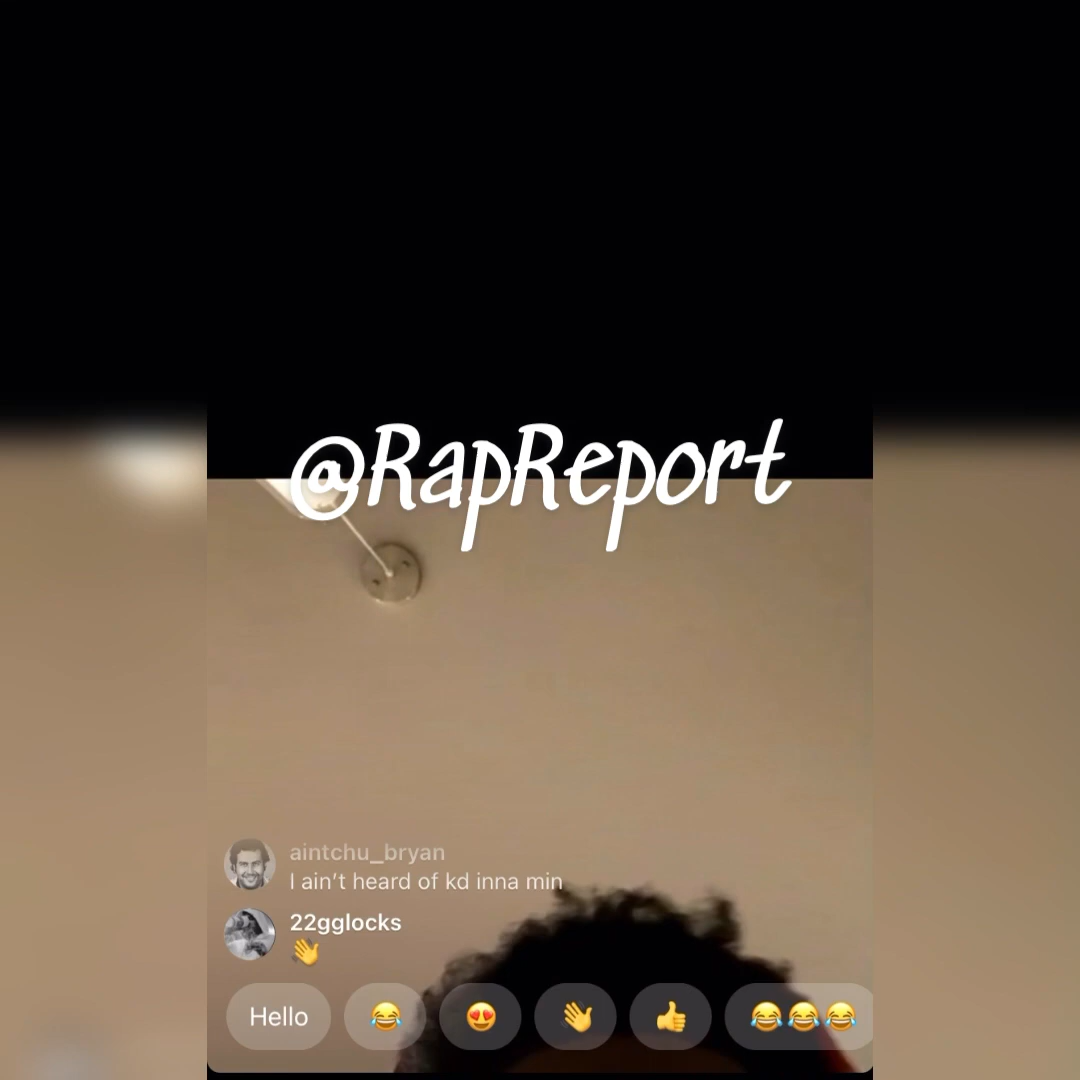 @RapReport
aintchu_bryan
I ain’t heard of kd inna min
22gglocks
👋
Hello 😂 😍 👋 👍 😂😂😂